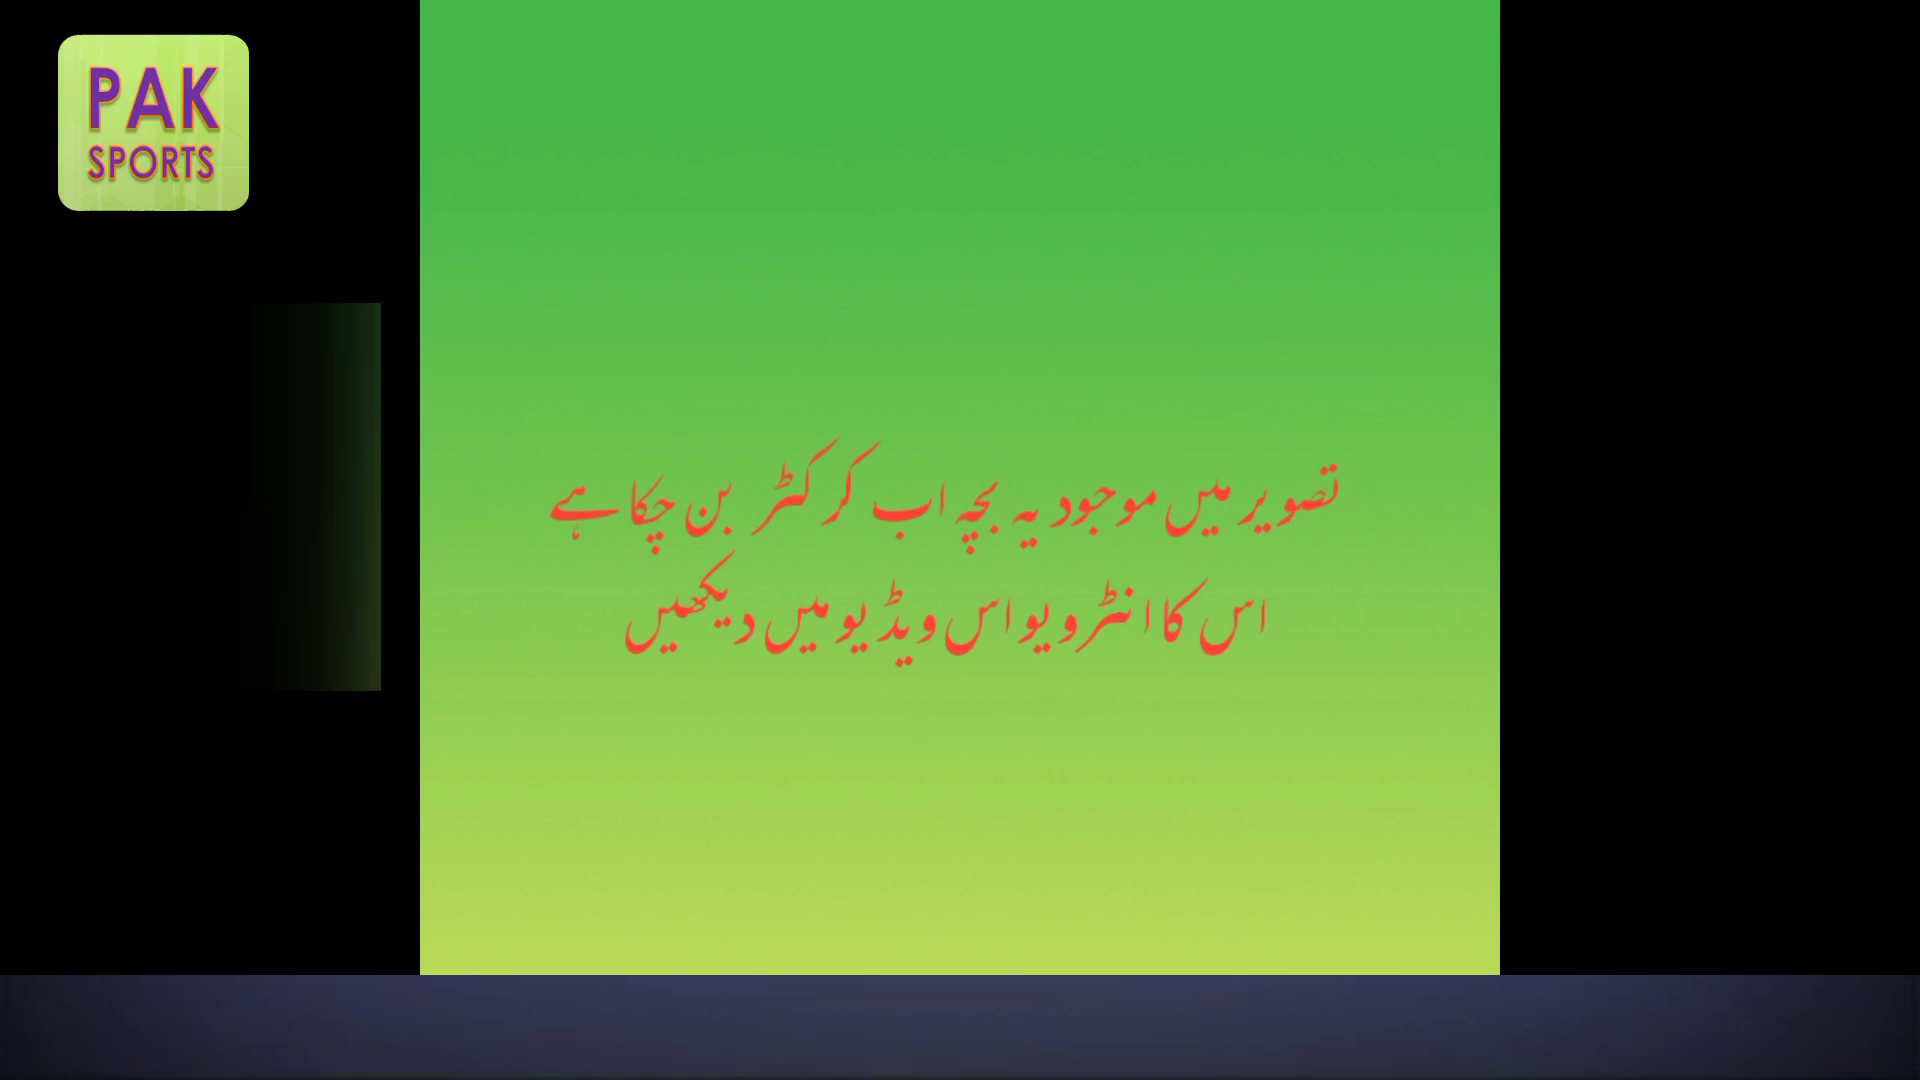 PAK
SPORTS
تصویر میں موجود یہ بچہ اب کرکٹر بن چکا ہے
اس کا انٹرویو اس ویڈیو میں دیکھیں